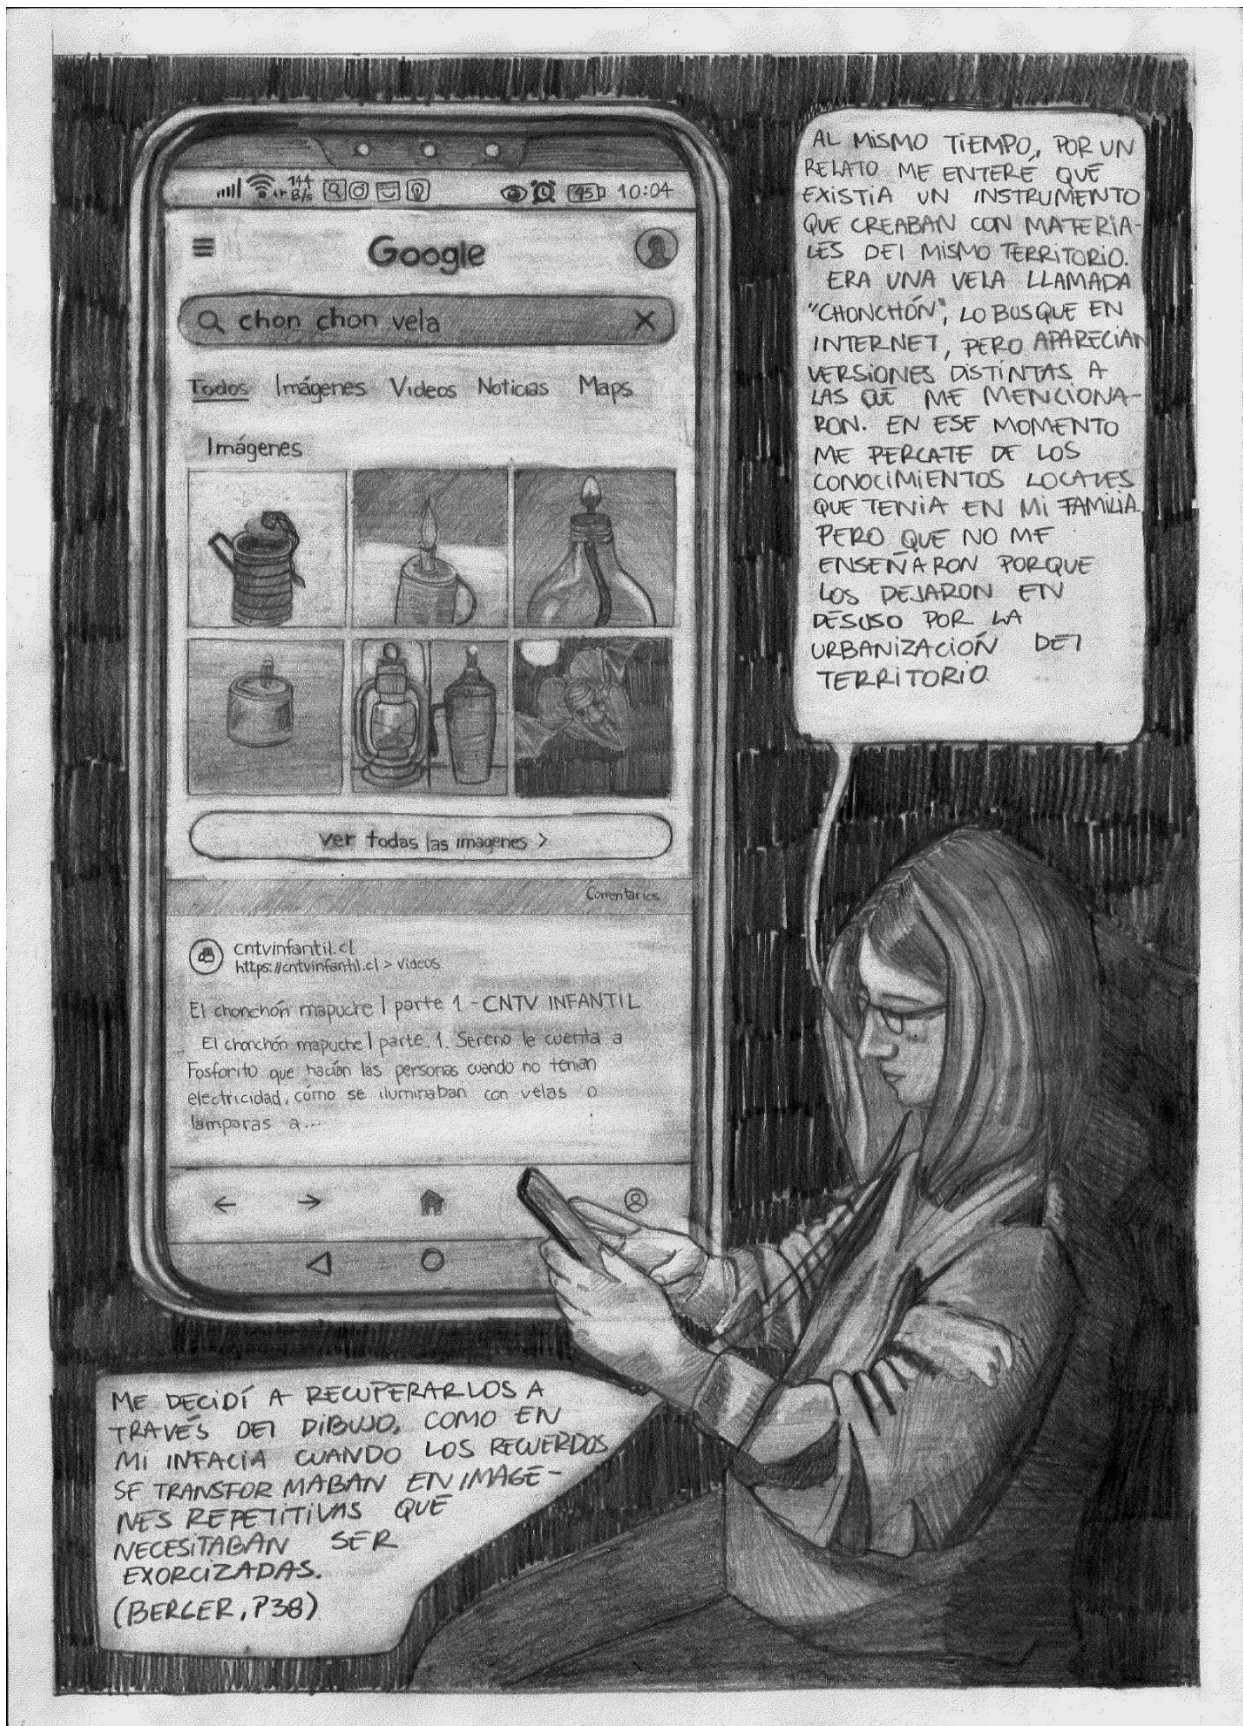 144 B/s 45 10:04
Google
chon chon vela
Todos Imágenes Videos Noticias Maps
Imágenes
ver todas las imagenes >
Comentarios
cntvinfantil.cl
https://cntvinfantil.cl > videos
El chonchón mapuche | parte 1 - CNTV INFANTIL
El chonchón mapuche | parte 1. Sereno le cuenta a
Fosforito que hacían las personas cuando no tenían
electricidad, cómo se iluminaban con velas o
lámparas a...
AL MISMO TIEMPO, POR UN
RELATO ME ENTERÉ QUE
EXISTIA UN INSTRUMENTO
QUE CREABAN CON MATERIA-
LES DEl MISMO TERRITORIO.
ERA UNA VELA LLAMADA
"CHONCHÓN", LO BUSQUE EN
INTERNET, PERO APARECIAN
VERSIONES DISTINTAS A
LAS QUE ME MENCIONA-
RON. EN ESE MOMENTO
ME PERCATE DE LOS
CONOCIMIENTOS LOCALES
QUE TENIA EN MI FAMILIA
PERO QUE NO ME
ENSEÑARON PORQUE
LOS DEJARON EN
DESUSO POR LA
URBANIZACIÓN DEl
TERRITORIO
ME DECIDÍ A RECUPERARLOS A
TRAVÉS DEl DIBUJO, COMO EN
MI INFACIA CUANDO LOS RECUERDOS
SE TRANSFORMABAN EN IMAGE-
NES REPETITIVAS QUE
NECESITABAN SER
EXORCIZADAS.
(BERGER, P38)